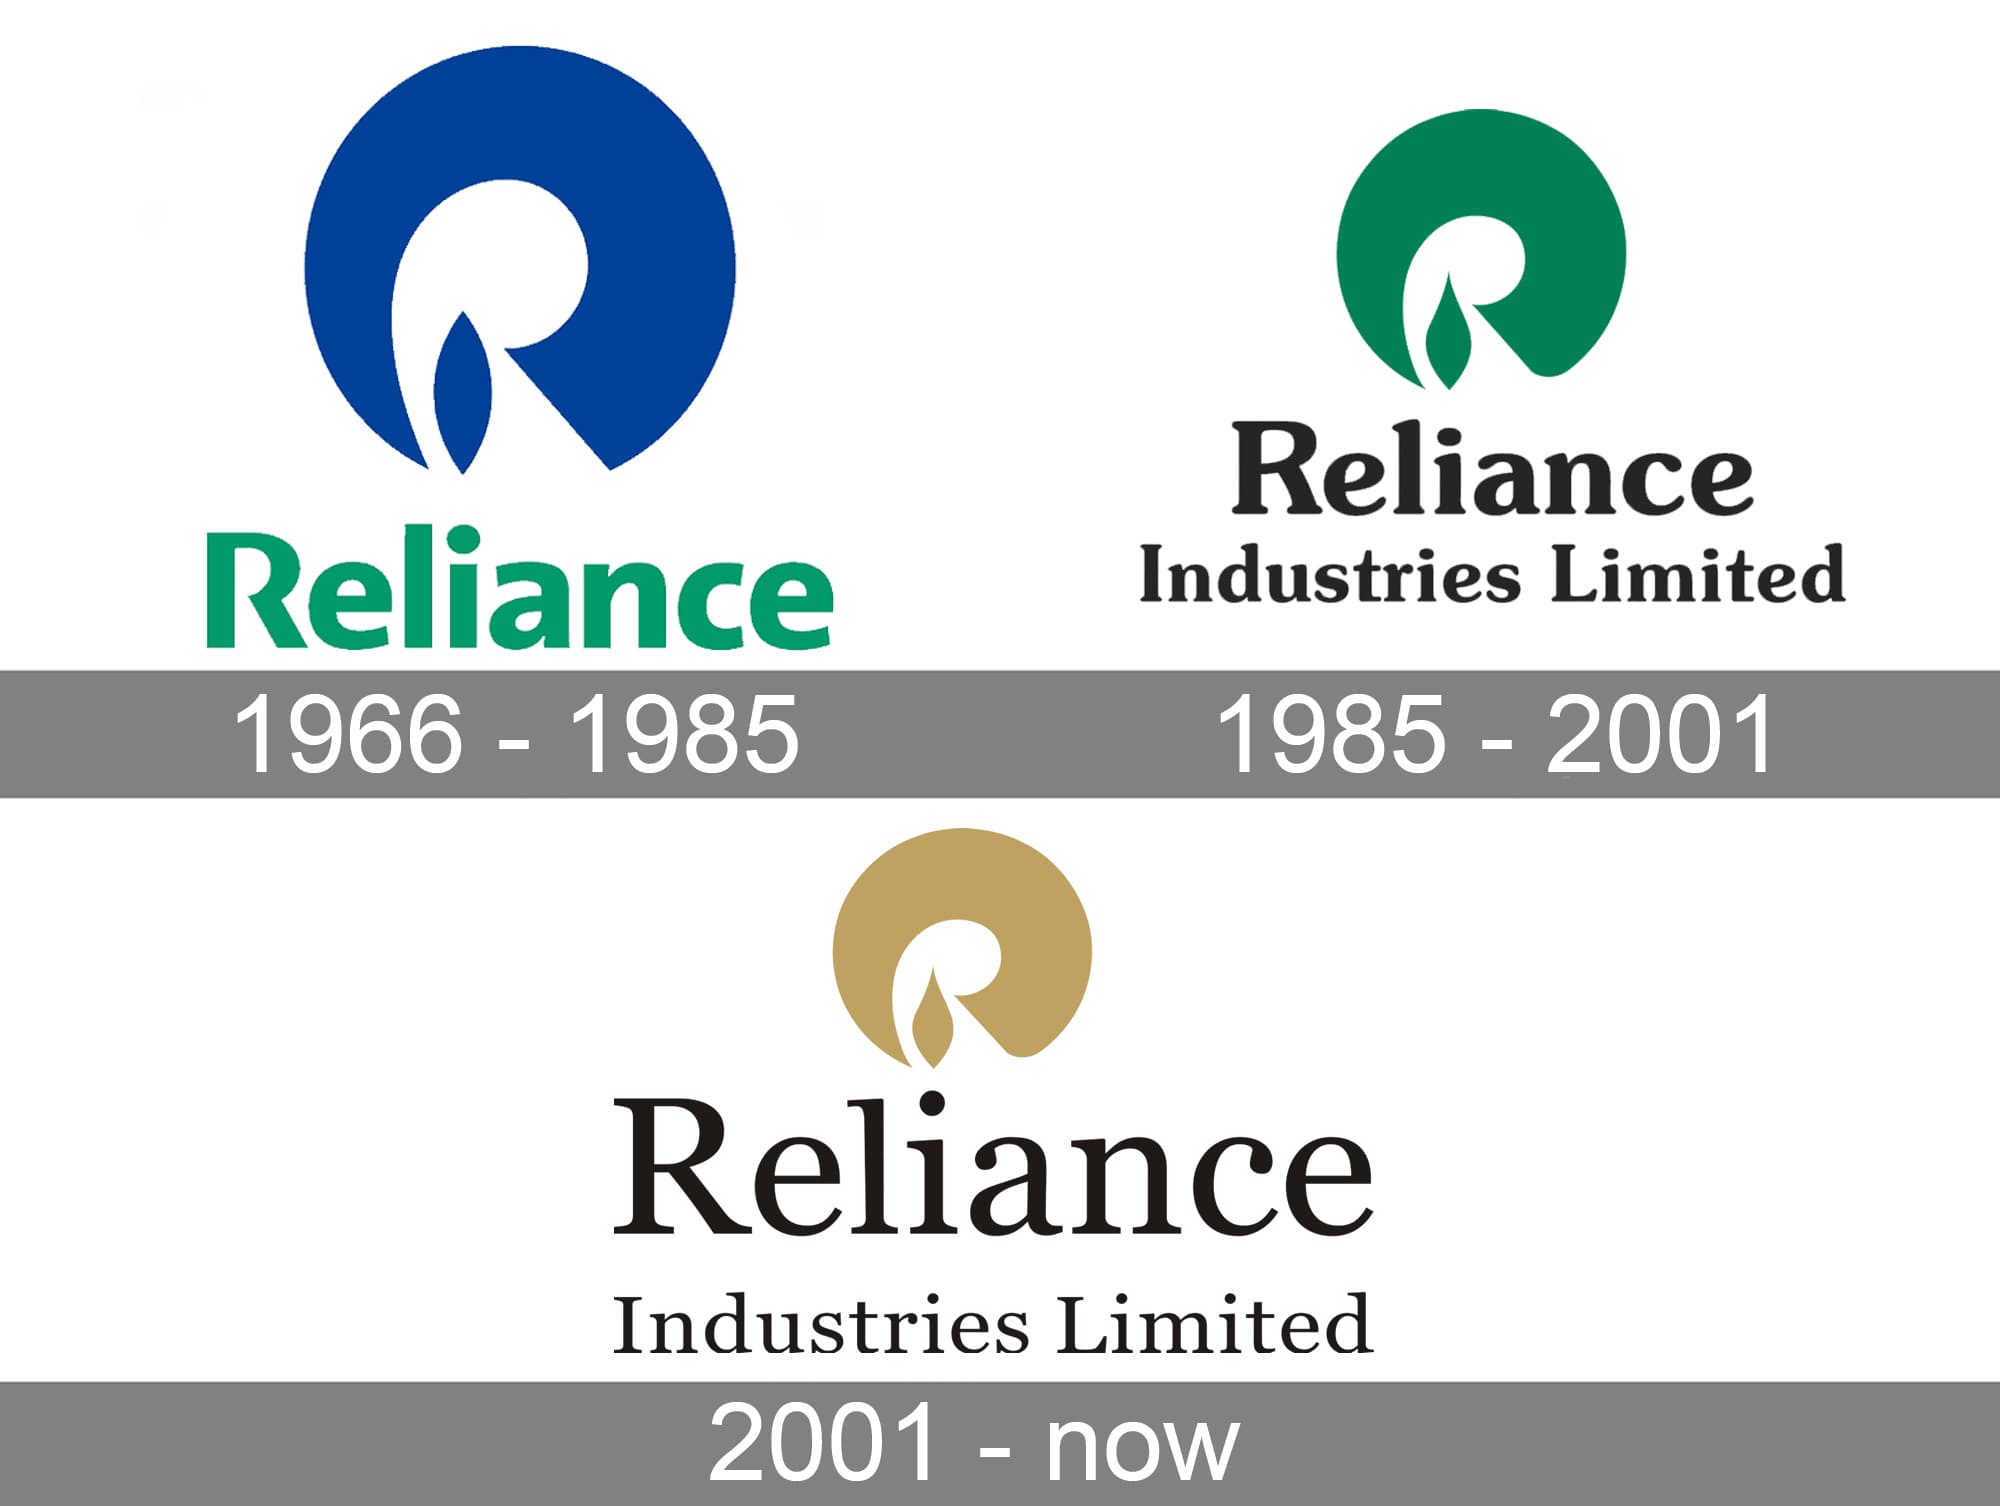 Reliance
1966 - 1985
Reliance
Industries Limited
1985 - 2001
Reliance
Industries Limited
2001 - now